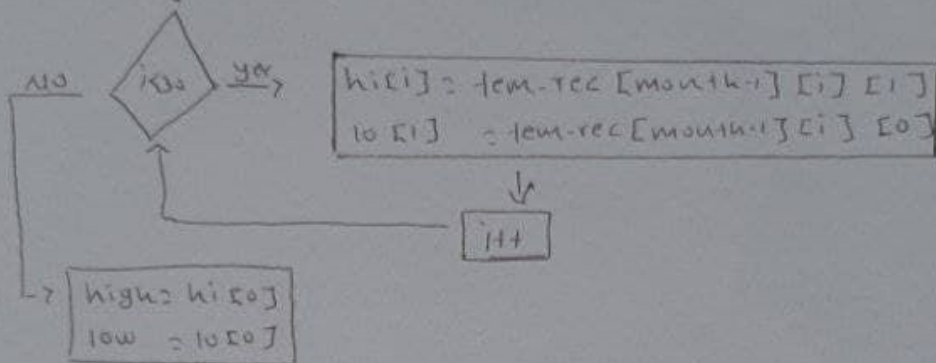 NO
i<30
yes
hi[i] = tem-rec [month-1] [i] [1]
lo [i] = tem-rec [month-1] [i] [0]
i++
high = hi [0]
low = lo [0]